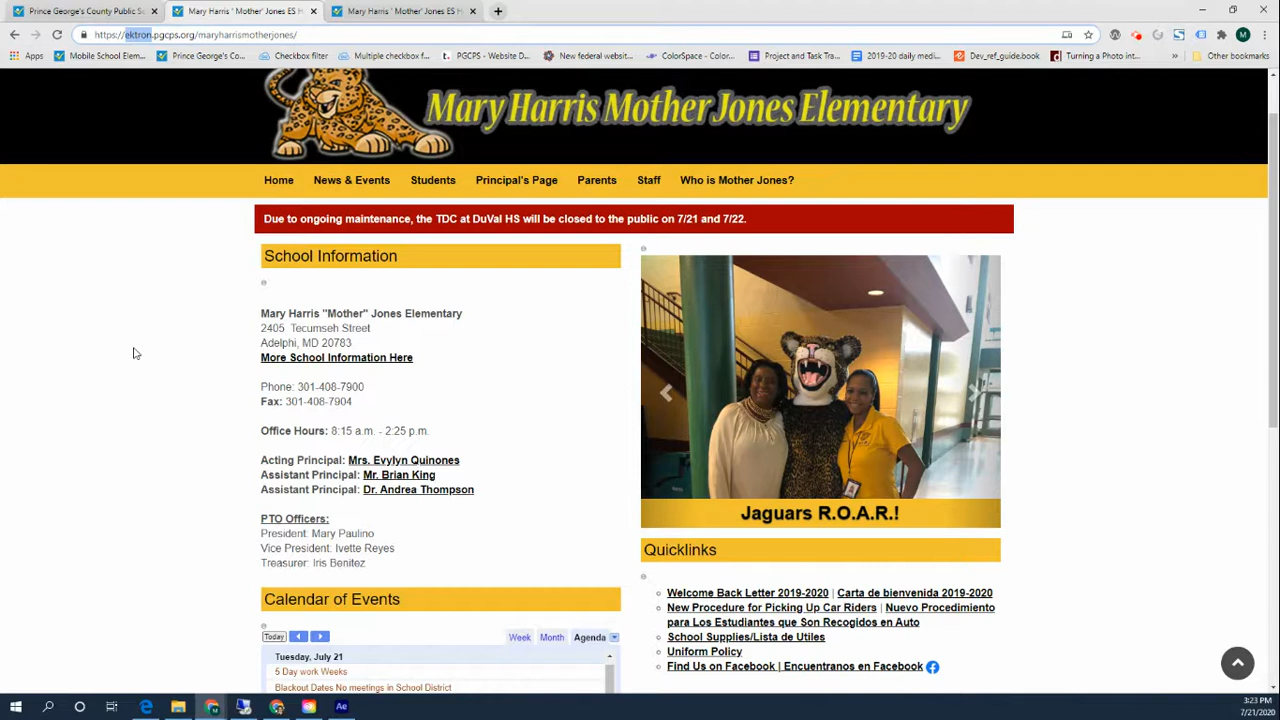 Prince George's County Public Sc
Mary Harris ' Mother' Jones ES H
Mary Harris ' Mother' Jones ES H
https://ektron.pgcps.org/maryharrismotherjones/
M
Apps
Mobile School Elem...
Prince George's Co...
Checkbox filter
Multiple checkbox f...
PGCPS - Website D...
New federal websit...
ColorSpace - Color...
Project and Task Tra...
2019-20 daily medi...
Dev_ref_guide.book
Turning a Photo int...
»
Other bookmarks
Mary Harris Mother Jones Elementary
Home
News & Events
Students
Principal's Page
Parents
Staff
Who is Mother Jones?
Due to ongoing maintenance, the TDC at DuVal HS will be closed to the public on 7/21 and 7/22.
School Information
Mary Harris "Mother" Jones Elementary
2405 Tecumseh Street
Adelphi, MD 20783
More School Information Here
Phone: 301-408-7900
Fax: 301-408-7904
Office Hours: 8:15 a.m. - 2:25 p.m.
Acting Principal: Mrs. Evylyn Quinones
Assistant Principal: Mr. Brian King
Assistant Principal: Dr. Andrea Thompson
PTO Officers:
President: Mary Paulino
Vice President: Ivette Reyes
Treasurer: Iris Benitez
Calendar of Events
Today
Week
Month
Agenda
Tuesday, July 21
5 Day work Weeks
Blackout Dates No meetings in School District
Jaguars R.O.A.R.!
Quicklinks
Welcome Back Letter 2019-2020 | Carta de bienvenida 2019-2020
New Procedure for Picking Up Car Riders | Nuevo Procedimiento
para Los Estudiantes que Son Recogidos en Auto
School Supplies/Lista de Utiles
Uniform Policy
Find Us on Facebook | Encuentranos en Facebook
Ae
3:23 PM
7/21/2020